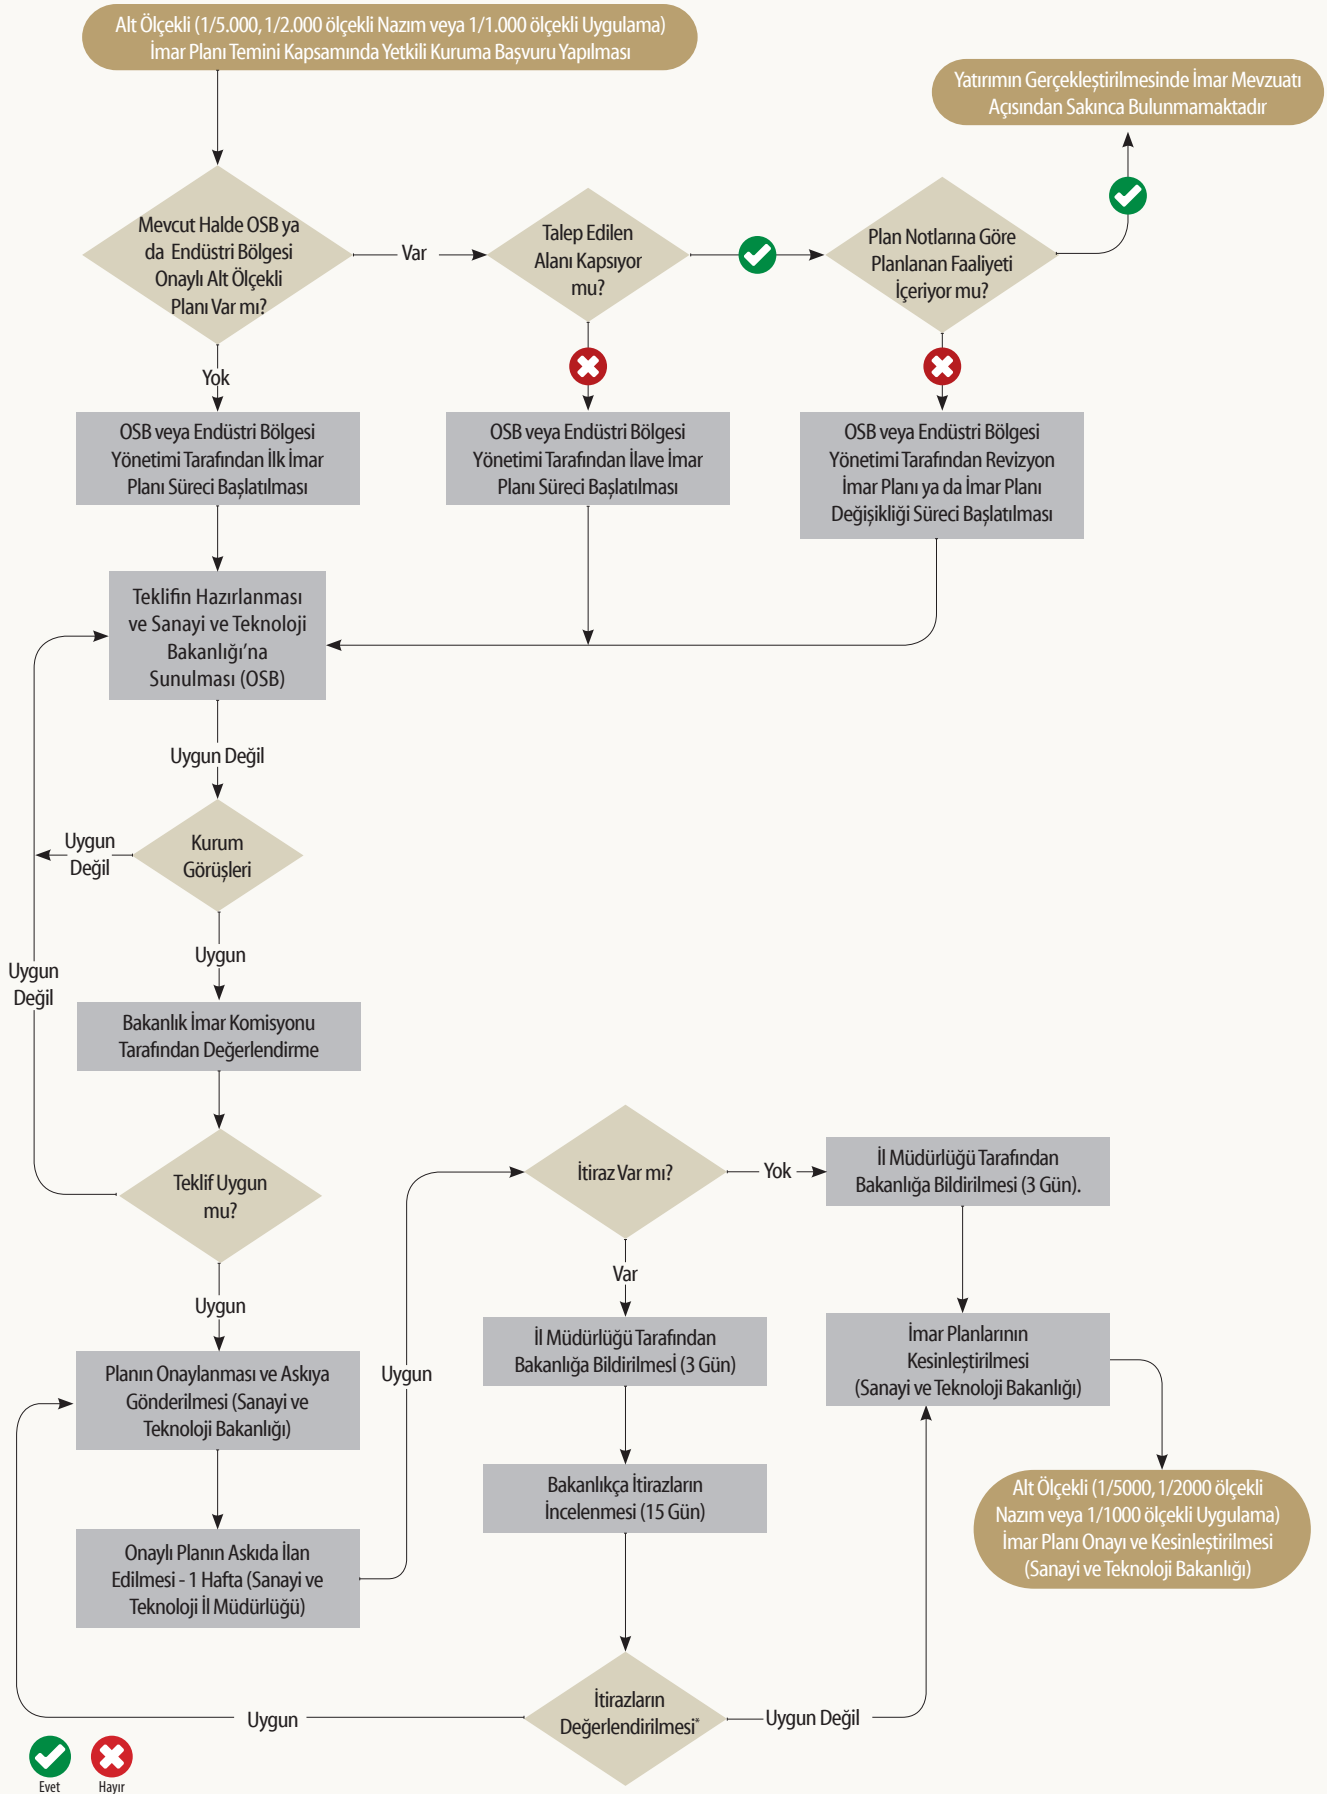 Alt Ölçekli (1/5.000, 1/2.000 ölçekli Nazım veya 1/1.000 ölçekli Uygulama)
İmar Planı Temini Kapsamında Yetkili Kuruma Başvuru Yapılması
Yatırımın Gerçekleştirilmesinde İmar Mevzuatı
Açısından Sakınca Bulunmamaktadır
Mevcut Halde OSB ya
da Endüstri Bölgesi
Onaylı Alt Ölçekli
Planı Var mı?
Var
Talep Edilen
Alanı Kapsıyor
mu?
Plan Notlarına Göre
Planlanan Faaliyeti
İçeriyor mu?
Yok
OSB veya Endüstri Bölgesi
Yönetimi Tarafından İlk İmar
Planı Süreci Başlatılması
OSB veya Endüstri Bölgesi
Yönetimi Tarafından İlave İmar
Planı Süreci Başlatılması
OSB veya Endüstri Bölgesi
Yönetimi Tarafından Revizyon
İmar Planı ya da İmar Planı
Değişikliği Süreci Başlatılması
Teklifin Hazırlanması
ve Sanayi ve Teknoloji
Bakanlığı’na
Sunulması (OSB)
Uygun Değil
Kurum
Görüşleri
Uygun
Değil
Uygun
Uygun
Değil
Bakanlık İmar Komisyonu
Tarafından Değerlendirme
Teklif Uygun
mu?
Uygun
Planın Onaylanması ve Askıya
Gönderilmesi (Sanayi ve
Teknoloji Bakanlığı)
Onaylı Planın Askıda İlan
Edilmesi - 1 Hafta (Sanayi ve
Teknoloji İl Müdürlüğü)
Uygun
İtiraz Var mı?
Yok
İl Müdürlüğü Tarafından
Bakanlığa Bildirilmesi (3 Gün).
Var
İl Müdürlüğü Tarafından
Bakanlığa Bildirilmesİ (3 Gün)
İmar Planlarının
Kesinleştirilmesi
(Sanayi ve Teknoloji Bakanlığı)
Bakanlıkça İtirazların
İncelenmesi (15 Gün)
Alt Ölçekli (1/5000, 1/2000 ölçekli
Nazım veya 1/1000 ölçekli Uygulama)
İmar Planı Onayı ve Kesinleştirilmesi
(Sanayi ve Teknoloji Bakanlığı)
İtirazların
Değerlendirilmesi*
Uygun
Uygun Değil
Evet
Hayır